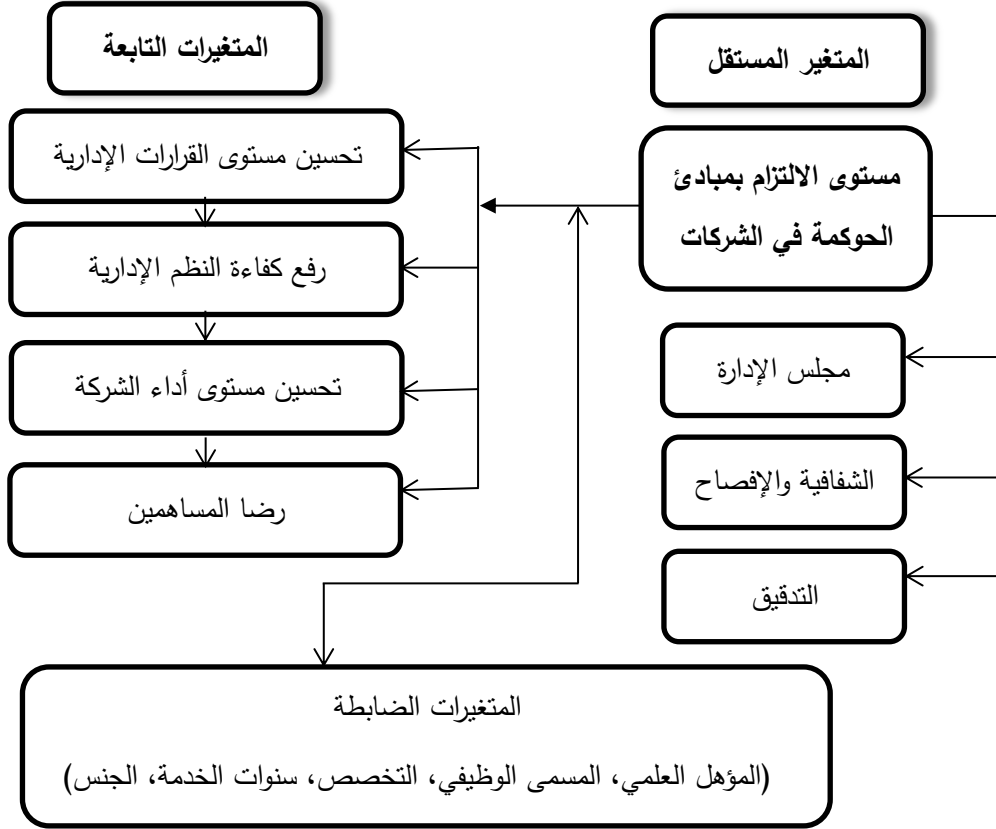 المتغير المستقل
مستوى الالتزام بمبادئ
الحوكمة في الشركات
مجلس الإدارة
الشفافية والإفصاح
التدقيق
المتغيرات التابعة
تحسين مستوى القرارات الإدارية
رفع كفاءة النظم الإدارية
تحسين مستوى أداء الشركة
رضا المساهمين
المتغيرات الضابطة
(المؤهل العلمي، المسمى الوظيفي، التخصص، سنوات الخدمة، الجنس)